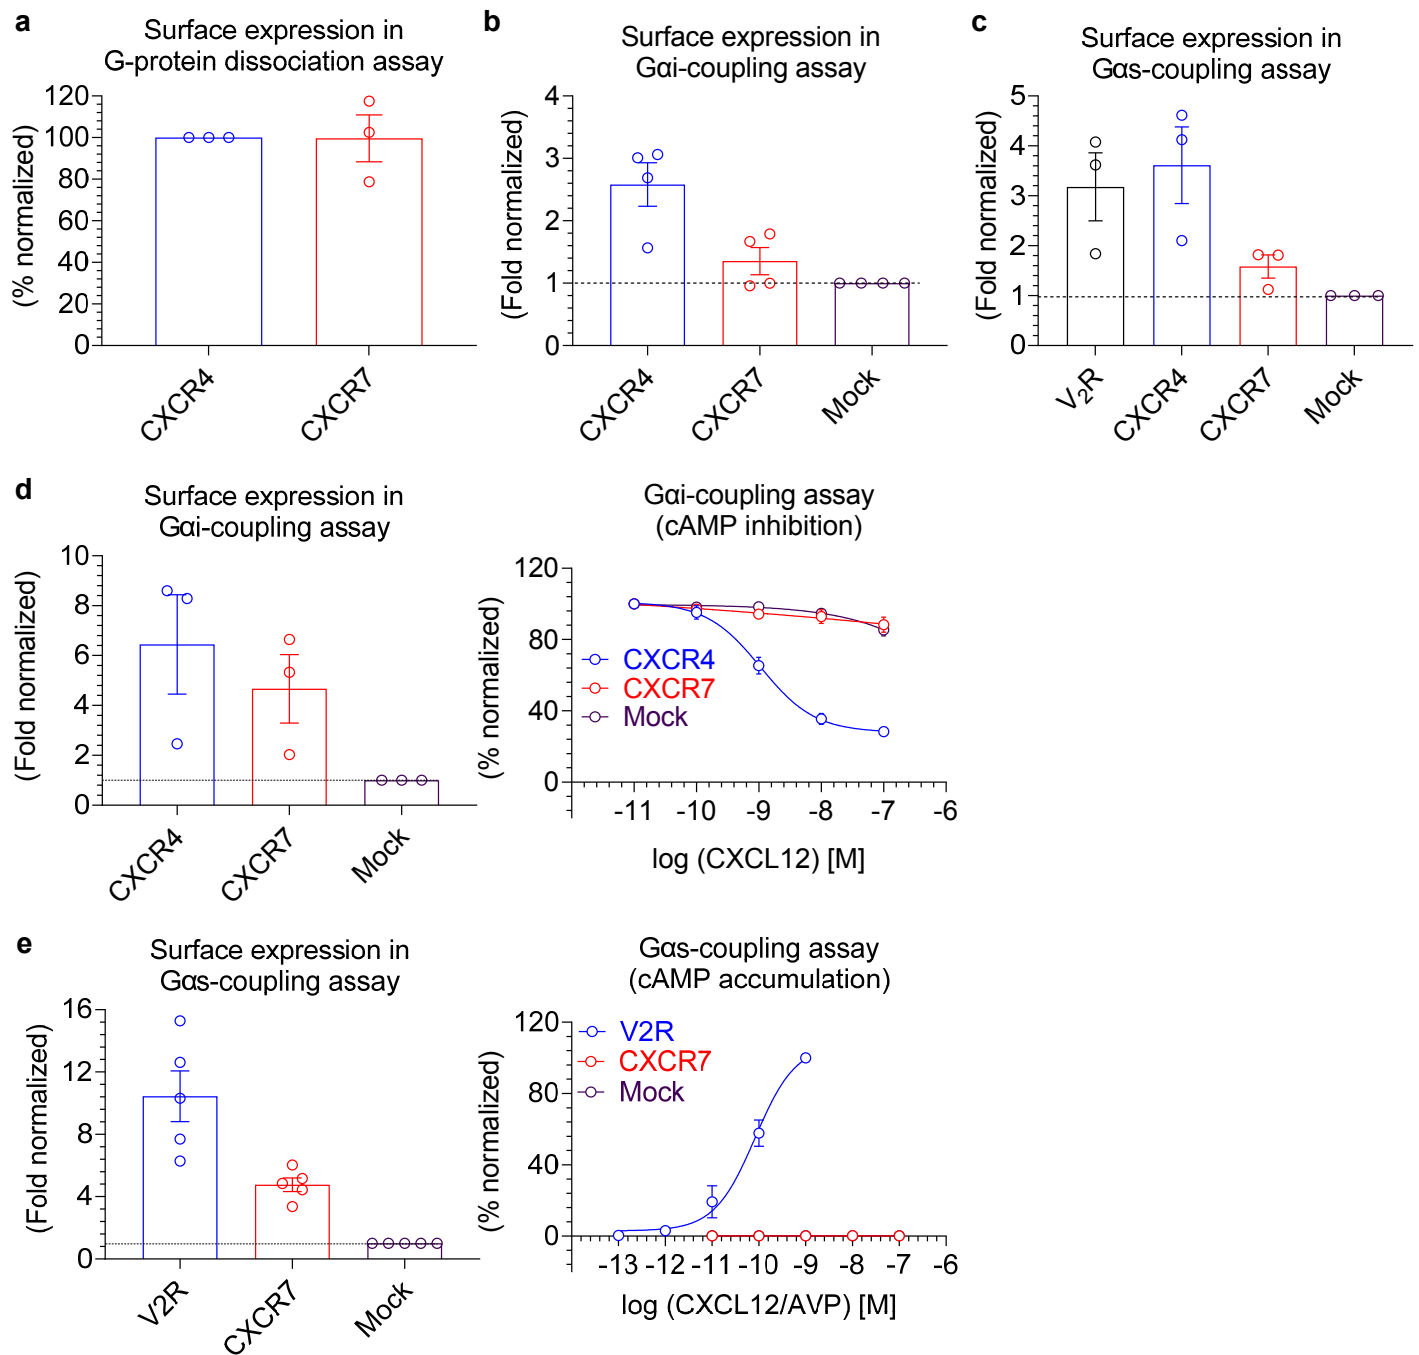 a
Surface expression in
G-protein dissociation assay
(% normalized)
120
100
80
60
40
20
0
CXCR4
CXCR7
b
Surface expression in
Gαi-coupling assay
(Fold normalized)
4
3
2
1
0
CXCR4
CXCR7
Mock
c
Surface expression in
Gαs-coupling assay
(Fold normalized)
5
4
3
2
1
0
V₂R
CXCR4
CXCR7
Mock
d
Surface expression in
Gαi-coupling assay
(Fold normalized)
10
8
6
4
2
0
CXCR4
CXCR7
Mock
Gαi-coupling assay
(cAMP inhibition)
(% normalized)
120
80
40
0
CXCR4
CXCR7
Mock
-11 -10 -9 -8 -7 -6
log (CXCL12) [M]
e
Surface expression in
Gαs-coupling assay
(Fold normalized)
16
12
8
4
0
V2R
CXCR7
Mock
Gαs-coupling assay
(cAMP accumulation)
(% normalized)
120
80
40
0
V2R
CXCR7
Mock
-13 -12 -11 -10 -9 -8 -7 -6
log (CXCL12/AVP) [M]